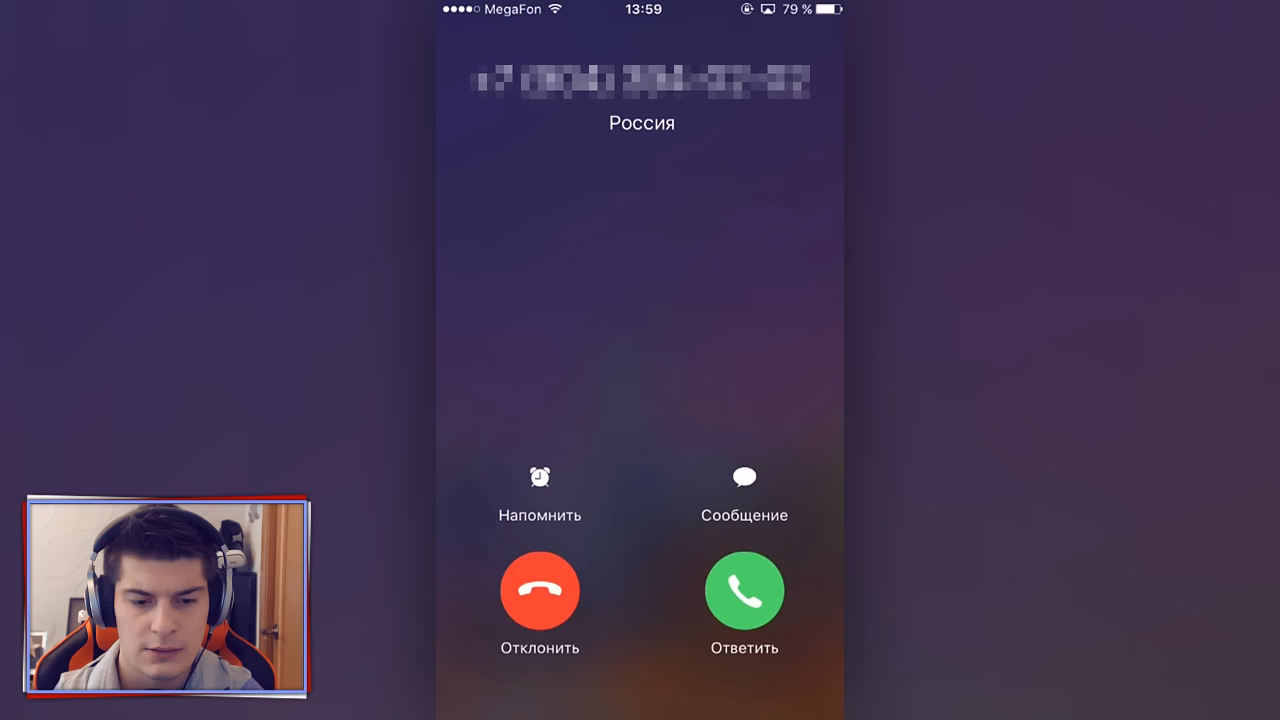 MegaFon 13:59 79 %
Россия
Напомнить Сообщение
Отклонить Ответить